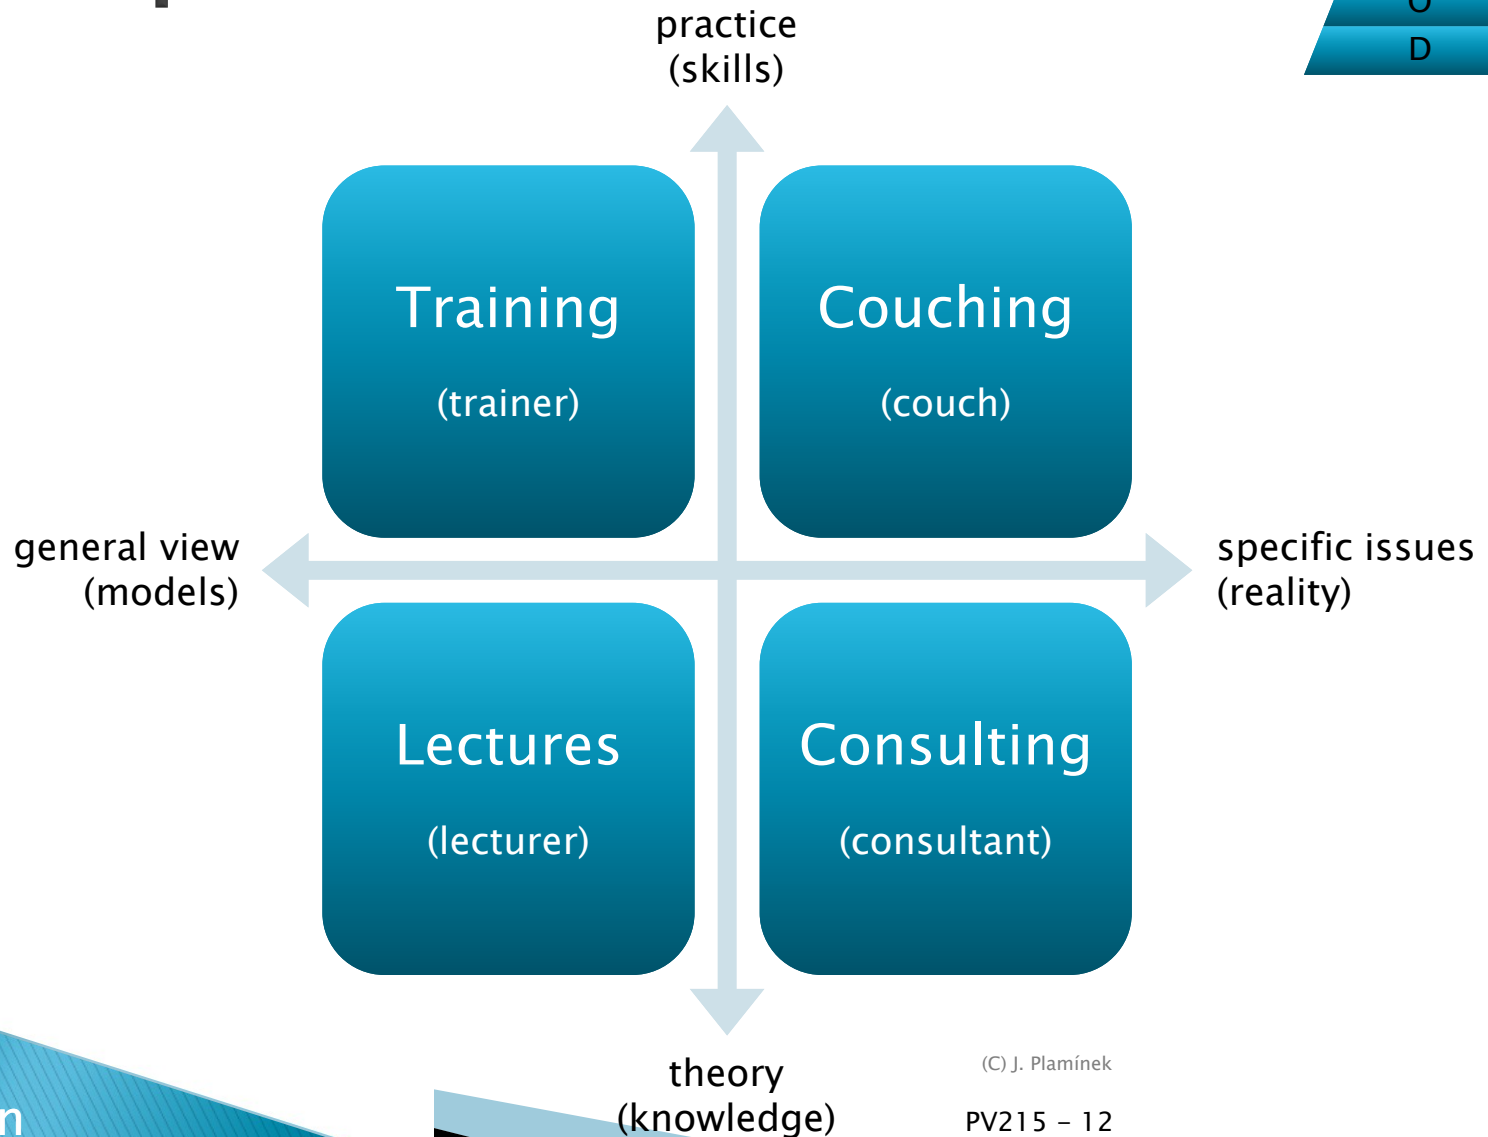 practice
(skills)
D
Training
(trainer)
Couching
(couch)
general view
(models)
specific issues
(reality)
Lectures
(lecturer)
Consulting
(consultant)
theory
(knowledge)
(C) J. Plamínek
n
PV215 – 12